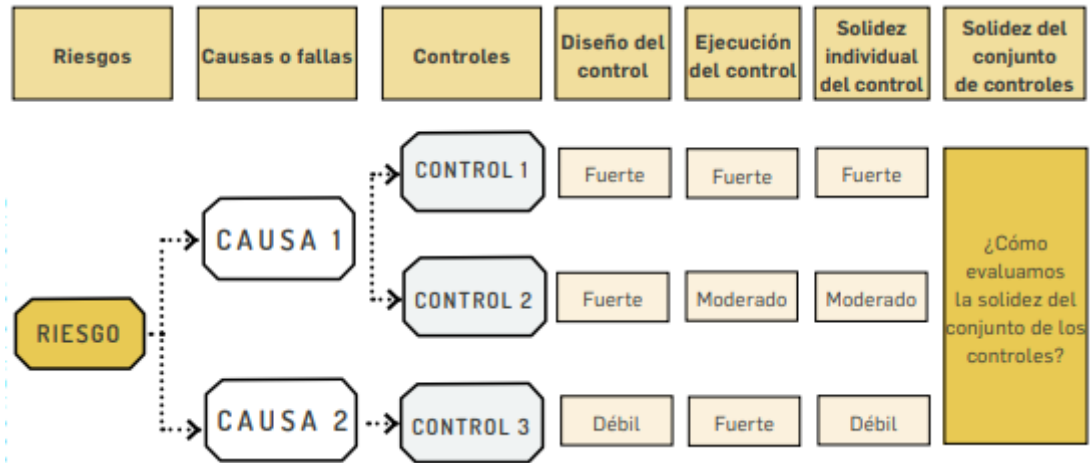 Riesgos
Causas o fallas
Controles
Diseño del
control
Ejecución
del control
Solidez
individual
del control
Solidez del
conjunto
de controles
RIESGO
CAUSA 1
CONTROL 1
Fuerte
Fuerte
Fuerte
CONTROL 2
Fuerte
Moderado
Moderado
CAUSA 2
CONTROL 3
Débil
Fuerte
Débil
¿Cómo
evaluamos
la solidez del
conjunto de los
controles?